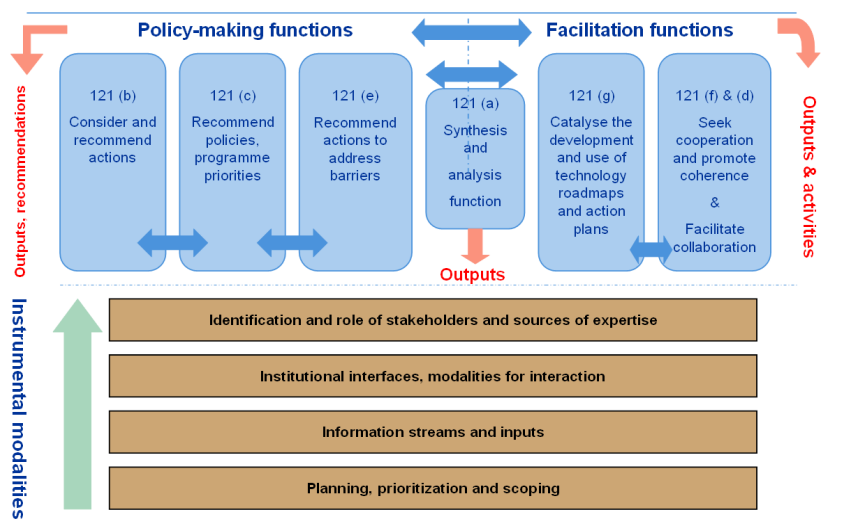 Policy-making functions
Facilitation functions
Outputs, recommendations
121 (b)
Consider and
recommend
actions
121 (c)
Recommend
policies,
programme
priorities
121 (e)
Recommend
actions to
address
barriers
121 (a)
Synthesis
and
analysis
function
Outputs
121 (g)
Catalyse the
development
and use of
technology
roadmaps
and action
plans
121 (f) & (d)
Seek
cooperation
and promote
coherence
&
Facilitate
collaboration
Outputs & activities
Instrumental modalities
Identification and role of stakeholders and sources of expertise
Institutional interfaces, modalities for interaction
Information streams and inputs
Planning, prioritization and scoping